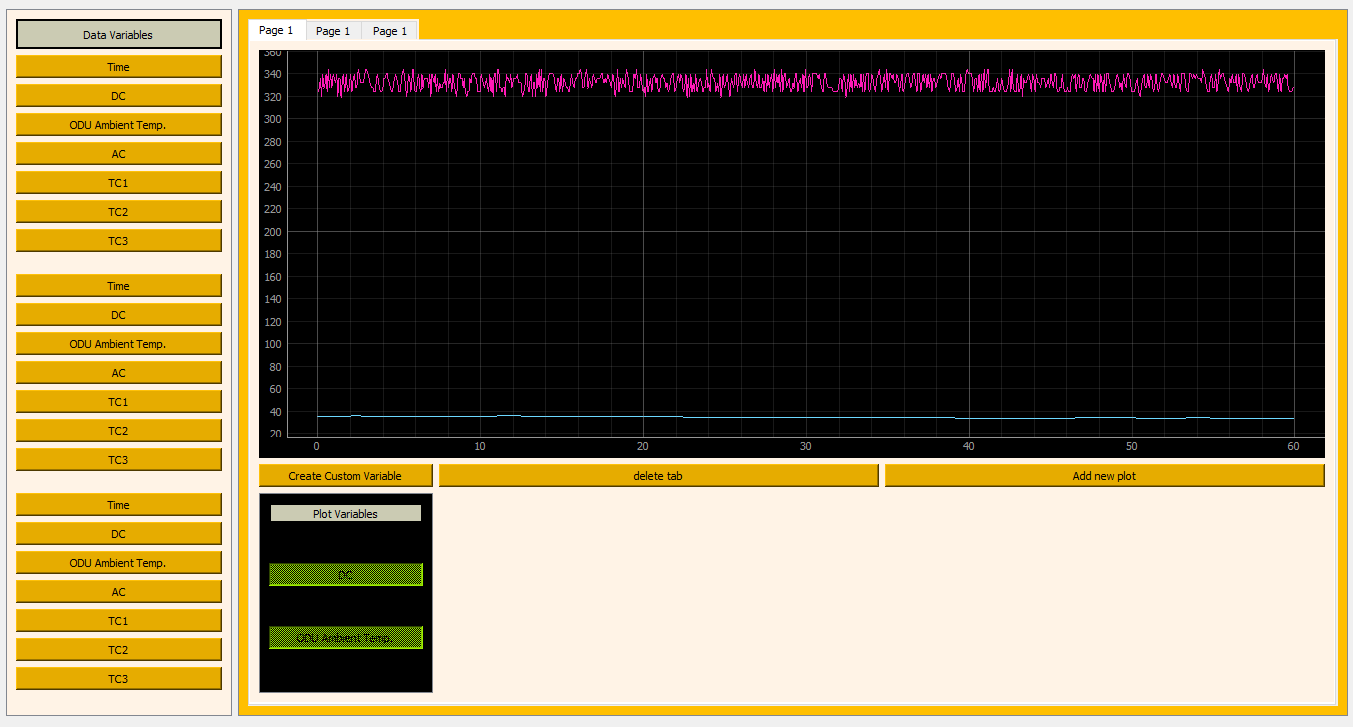 Data Variables
Time
DC
ODU Ambient Temp.
AC
TC1
TC2
TC3
Time
DC
ODU Ambient Temp.
AC
TC1
TC2
TC3
Time
DC
ODU Ambient Temp.
AC
TC1
TC2
TC3
Page 1 Page 1 Page 1
360
340
320
300
280
260
240
220
200
180
160
140
120
100
80
60
40
20
0 10 20 30 40 50 60
Create Custom Variable delete tab Add new plot
Plot Variables
DC
ODU Ambient Temp.